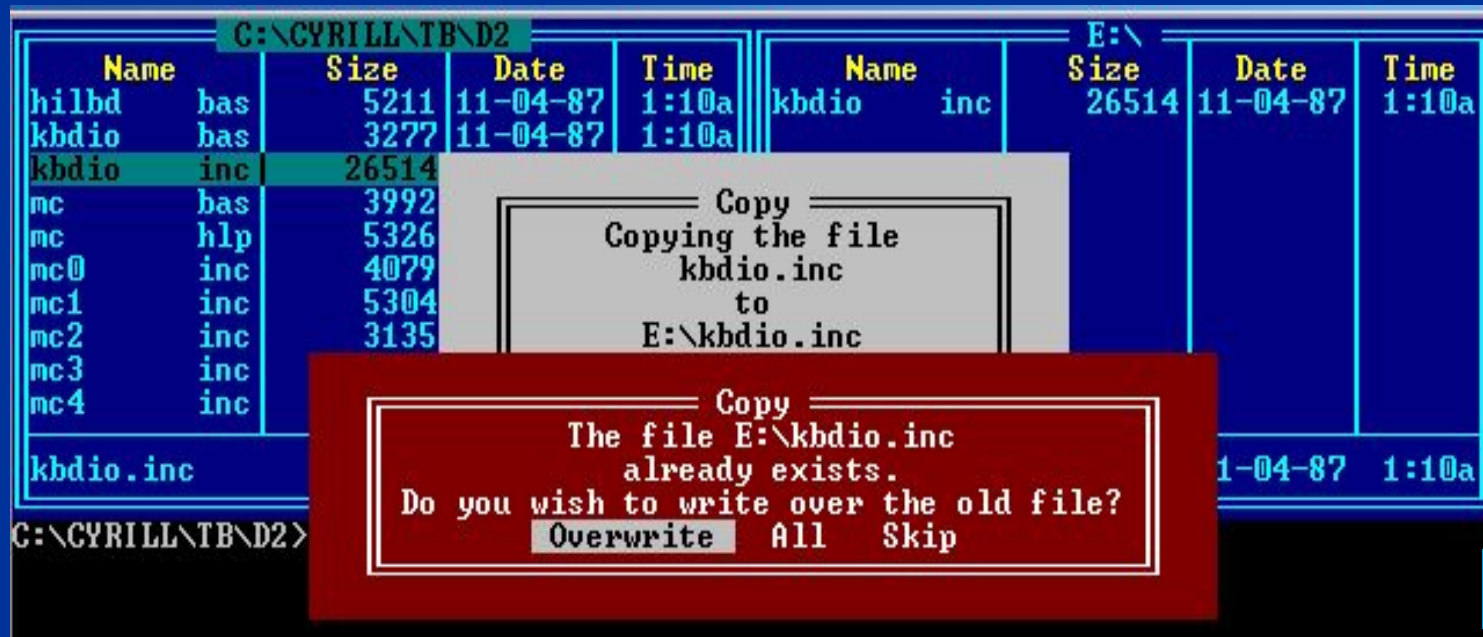 C:\CYRILL\TB\D2 E:\
Name Size Date Time Name Size Date Time
hilbd bas 5211 11-04-87 1:10a kbdio inc 26514 11-04-87 1:10a
kbdio bas 3277 11-04-87 1:10a
kbdio inc 26514
mc bas 3992
mc hlp 5326
mc0 inc 4079
mc1 inc 5304
mc2 inc 3135
mc3 inc
mc4 inc
Copy
Copying the file
kbdio.inc
to
E:\kbdio.inc
Copy
The file E:\kbdio.inc
already exists.
Do you wish to write over the old file?
Overwrite All Skip
kbdio.inc 1-04-87 1:10a
C:\CYRILL\TB\D2>